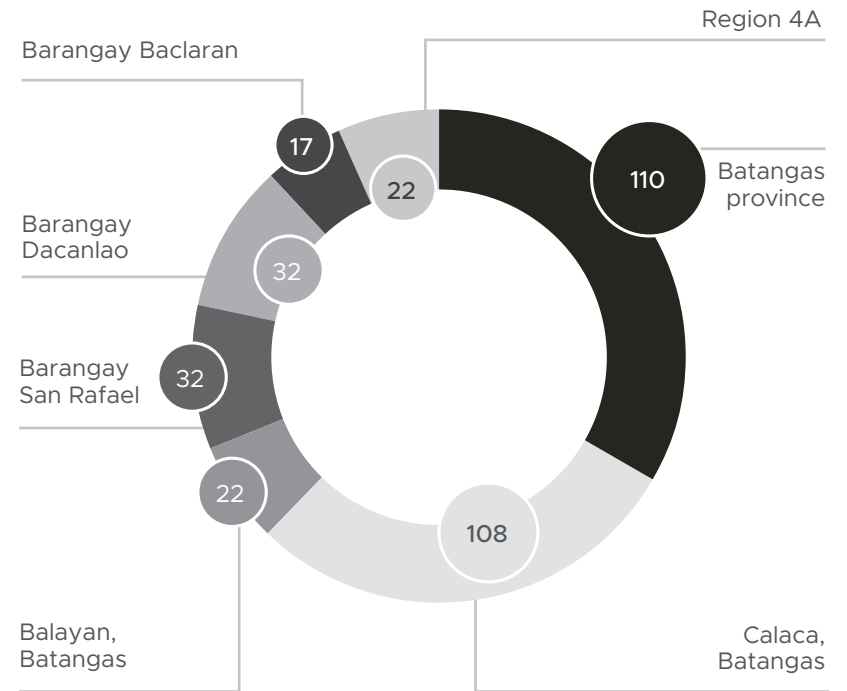 Region 4A
Barangay Baclaran
17
22
110
Batangas
province
Barangay
Dacanlao
32
Barangay
San Rafael
32
22
108
Balayan,
Batangas
Calaca,
Batangas